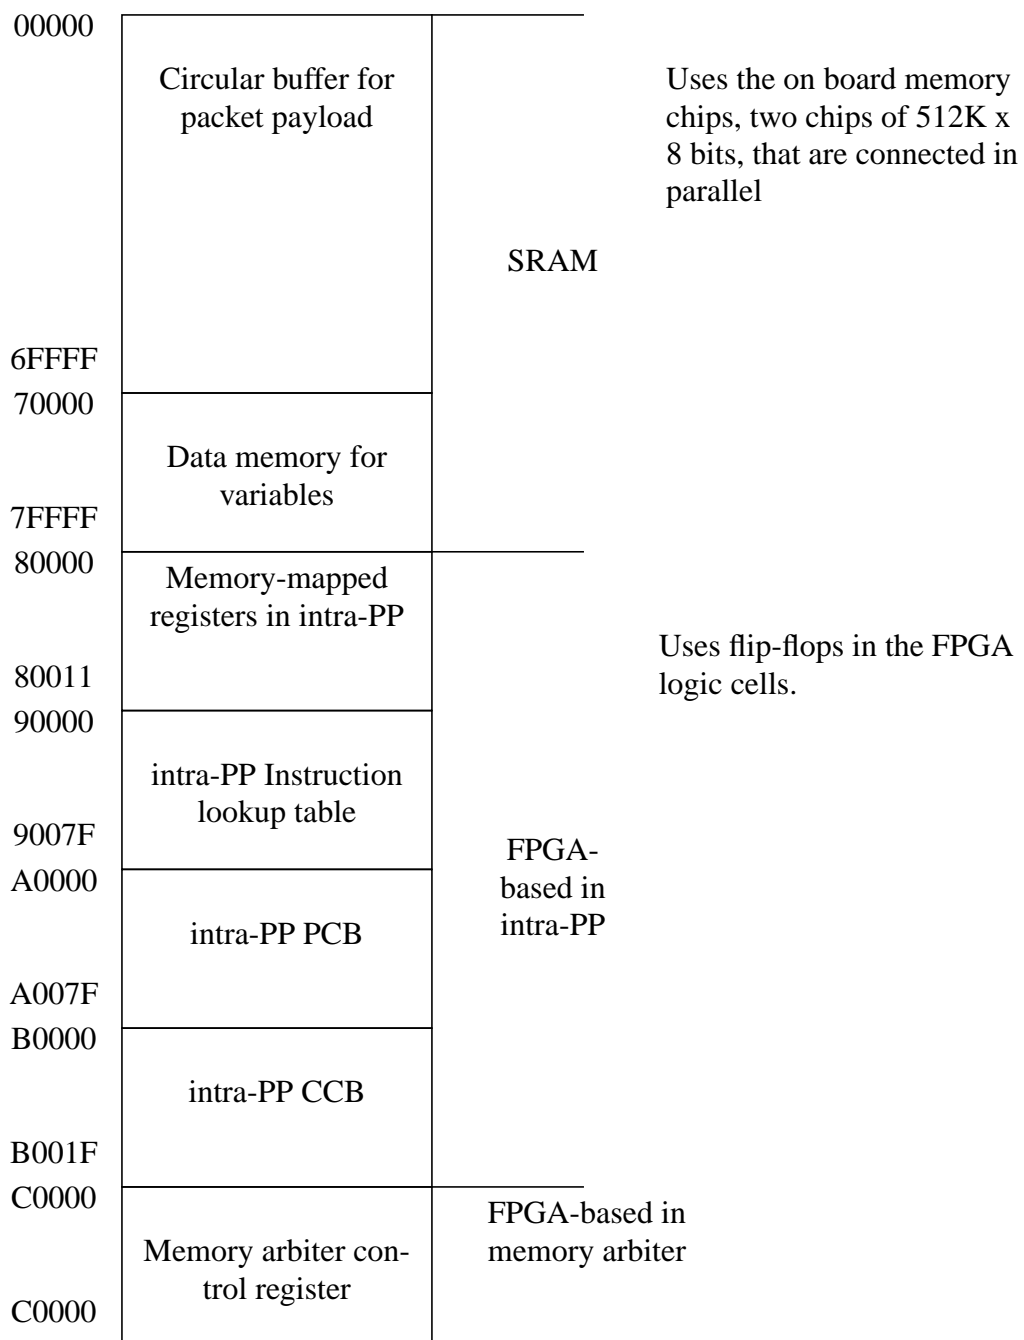 00000
Circular buffer for
packet payload
Uses the on board memory
chips, two chips of 512K x
8 bits, that are connected in
parallel
SRAM
6FFFF
70000
Data memory for
variables
7FFFF
80000
Memory-mapped
registers in intra-PP
80011
Uses flip-flops in the FPGA
logic cells.
90000
intra-PP Instruction
lookup table
9007F
FPGA-
based in
intra-PP
A0000
intra-PP PCB
A007F
B0000
intra-PP CCB
B001F
C0000
FPGA-based in
memory arbiter
Memory arbiter con-
trol register
C0000